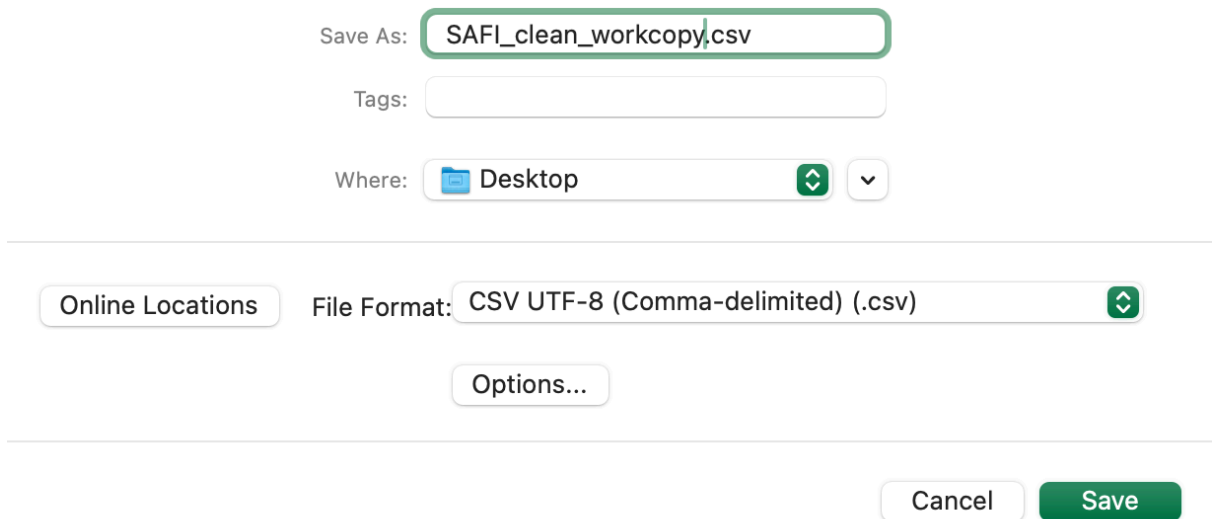 Save As: SAFI_clean_workcopy.csv
Tags:
Where: Desktop
Online Locations File Format: CSV UTF-8 (Comma-delimited) (.csv)
Options...
Cancel Save